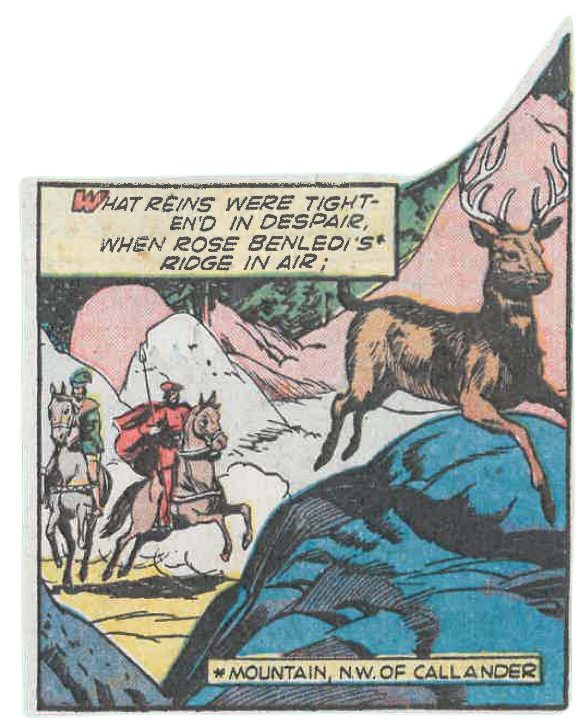 WHAT REINS WERE TIGHT-
EN'D IN DESPAIR,
WHEN ROSE BENLEDI'S*
RIDGE IN AIR;
* MOUNTAIN, N.W. OF CALLANDER